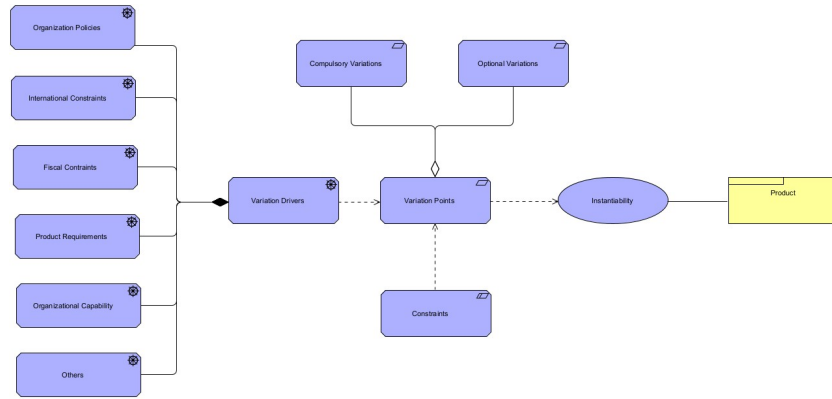 Organization Policies
International Constraints
Fiscal Contraints
Product Requirements
Organizational Capability
Others
Variation Drivers
Compulsory Variations
Optional Variations
Variation Points
Constraints
Instantiability
Product